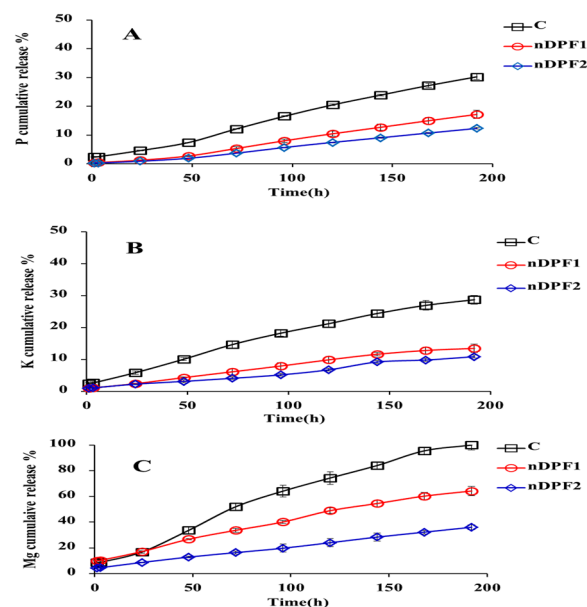 A
P cumulative release %
50
40
30
20
10
0
0 50 100 150 200
Time(h)
C
nDPF1
nDPF2
B
K cumulative release %
50
40
30
20
10
0
0 50 100 150 200
Time(h)
C
nDPF1
nDPF2
C
Mg cumulaive release %
100
80
60
40
20
0
0 50 100 150 200
Time(h)
C
nDPF1
nDPF2